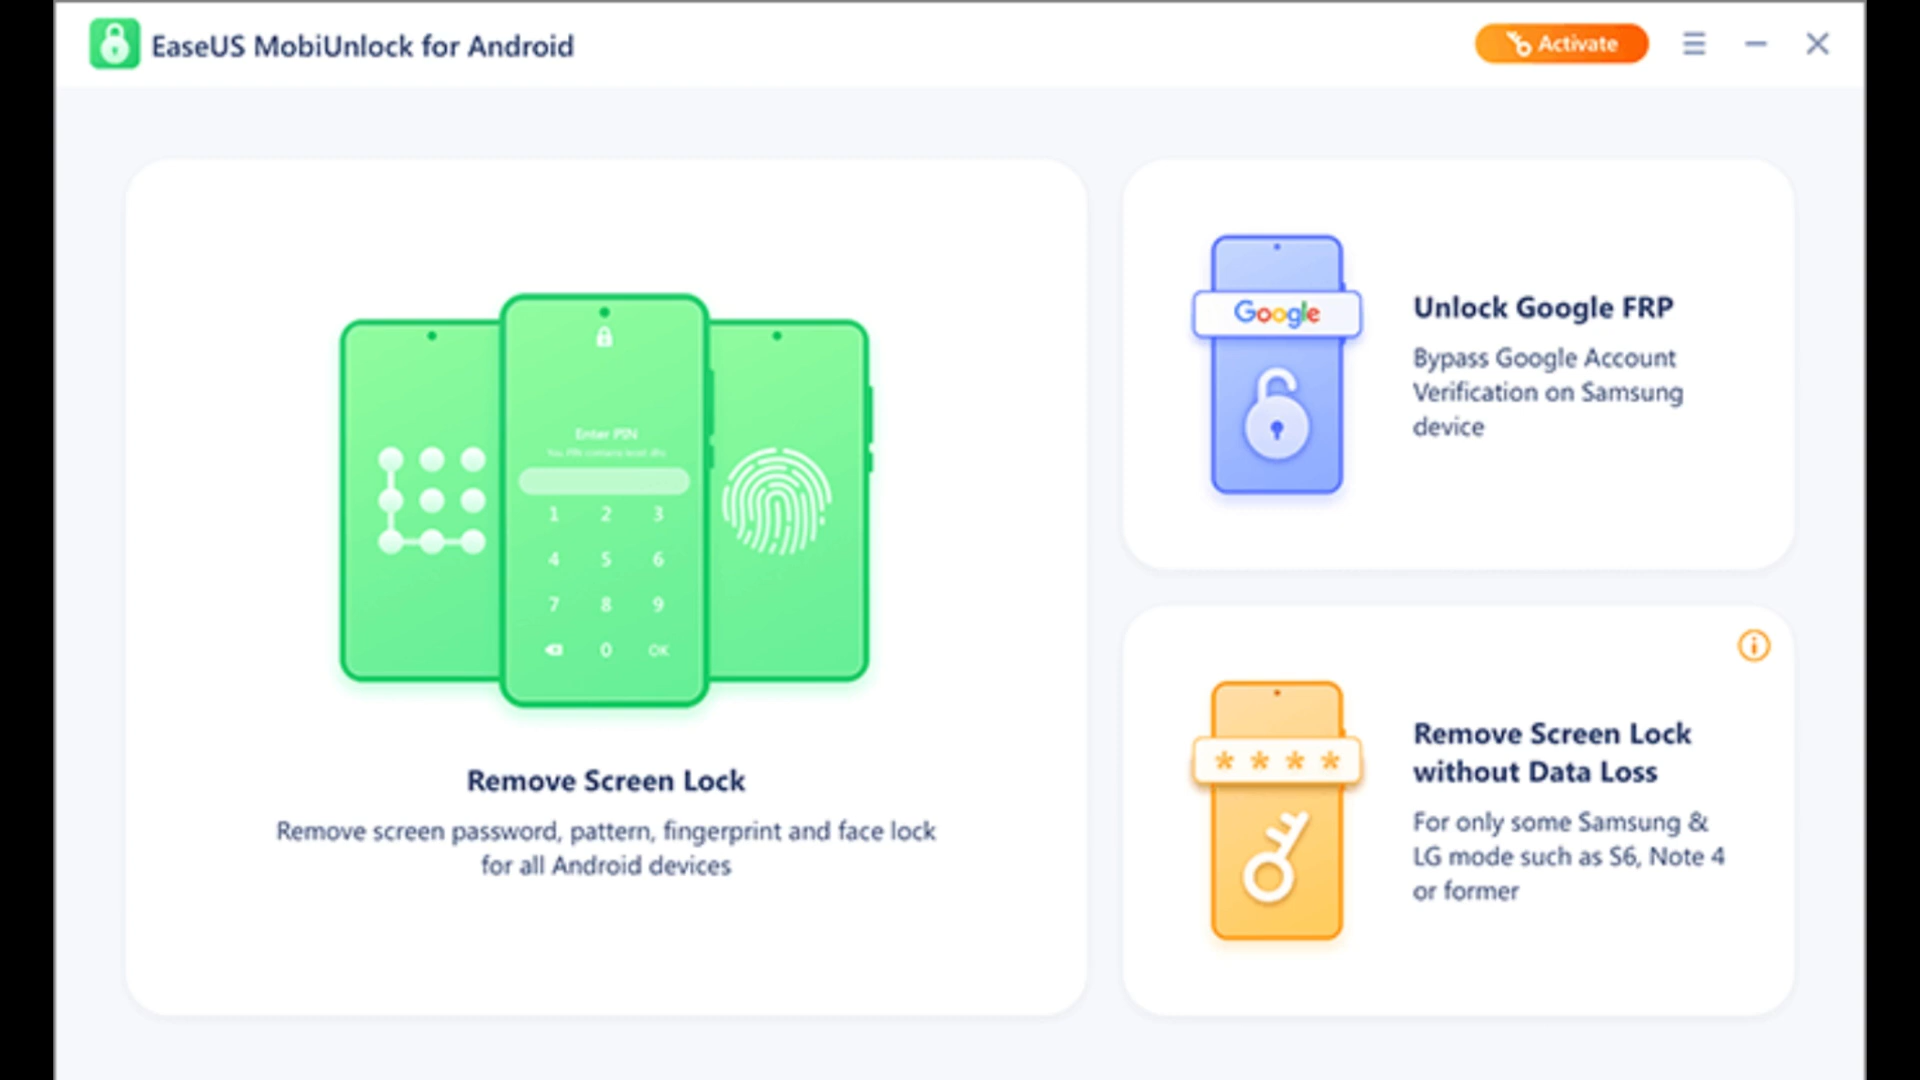 EaseUS MobiUnlock for Android
Activate
Enter PIN
1 2 3
4 5 6
7 8 9
0 OK
Remove Screen Lock
Remove screen password, pattern, fingerprint and face lock
for all Android devices
Google
Unlock Google FRP
Bypass Google Account
Verification on Samsung
device
* * * *
Remove Screen Lock
without Data Loss
For only some Samsung &
LG mode such as S6, Note 4
or former